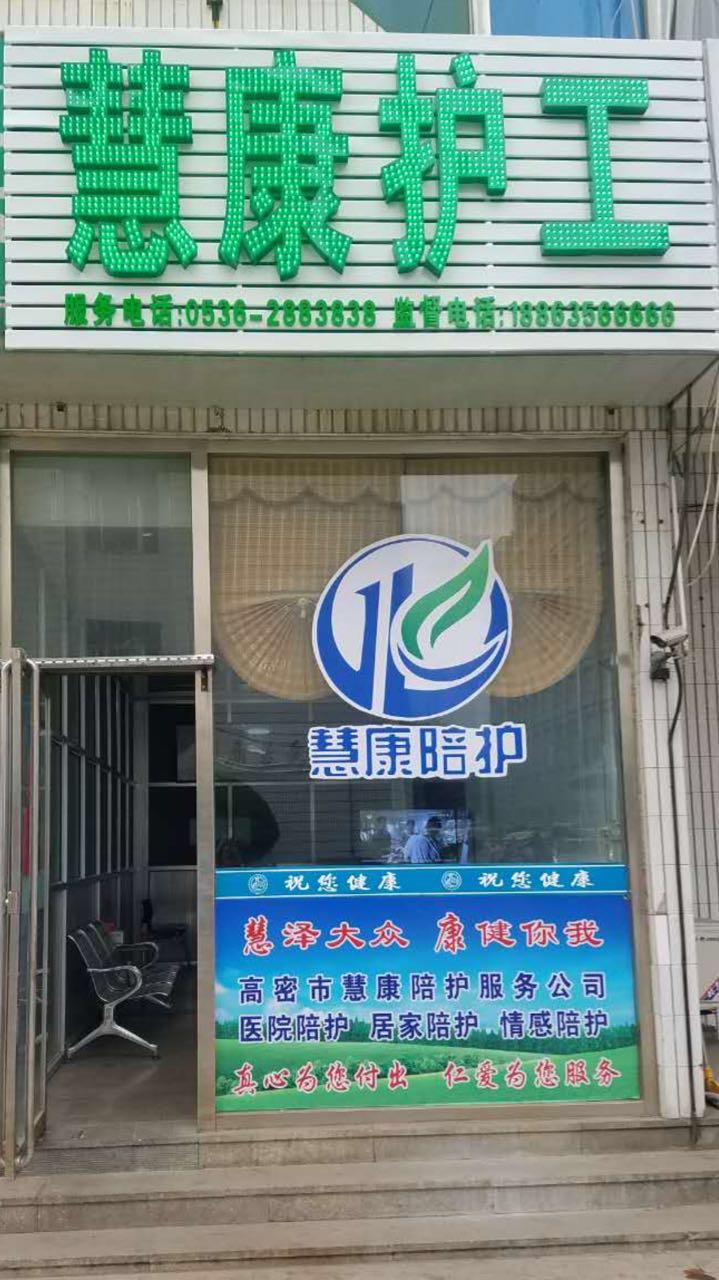 慧康护工
服务电话:0536-2883838 监督电话:18863566666
慧康陪护
祝您健康 祝您健康
慧泽大众 康健你我
高密市慧康陪护服务公司
医院陪护 居家陪护 情感陪护
真心为您付出 仁爱为您服务